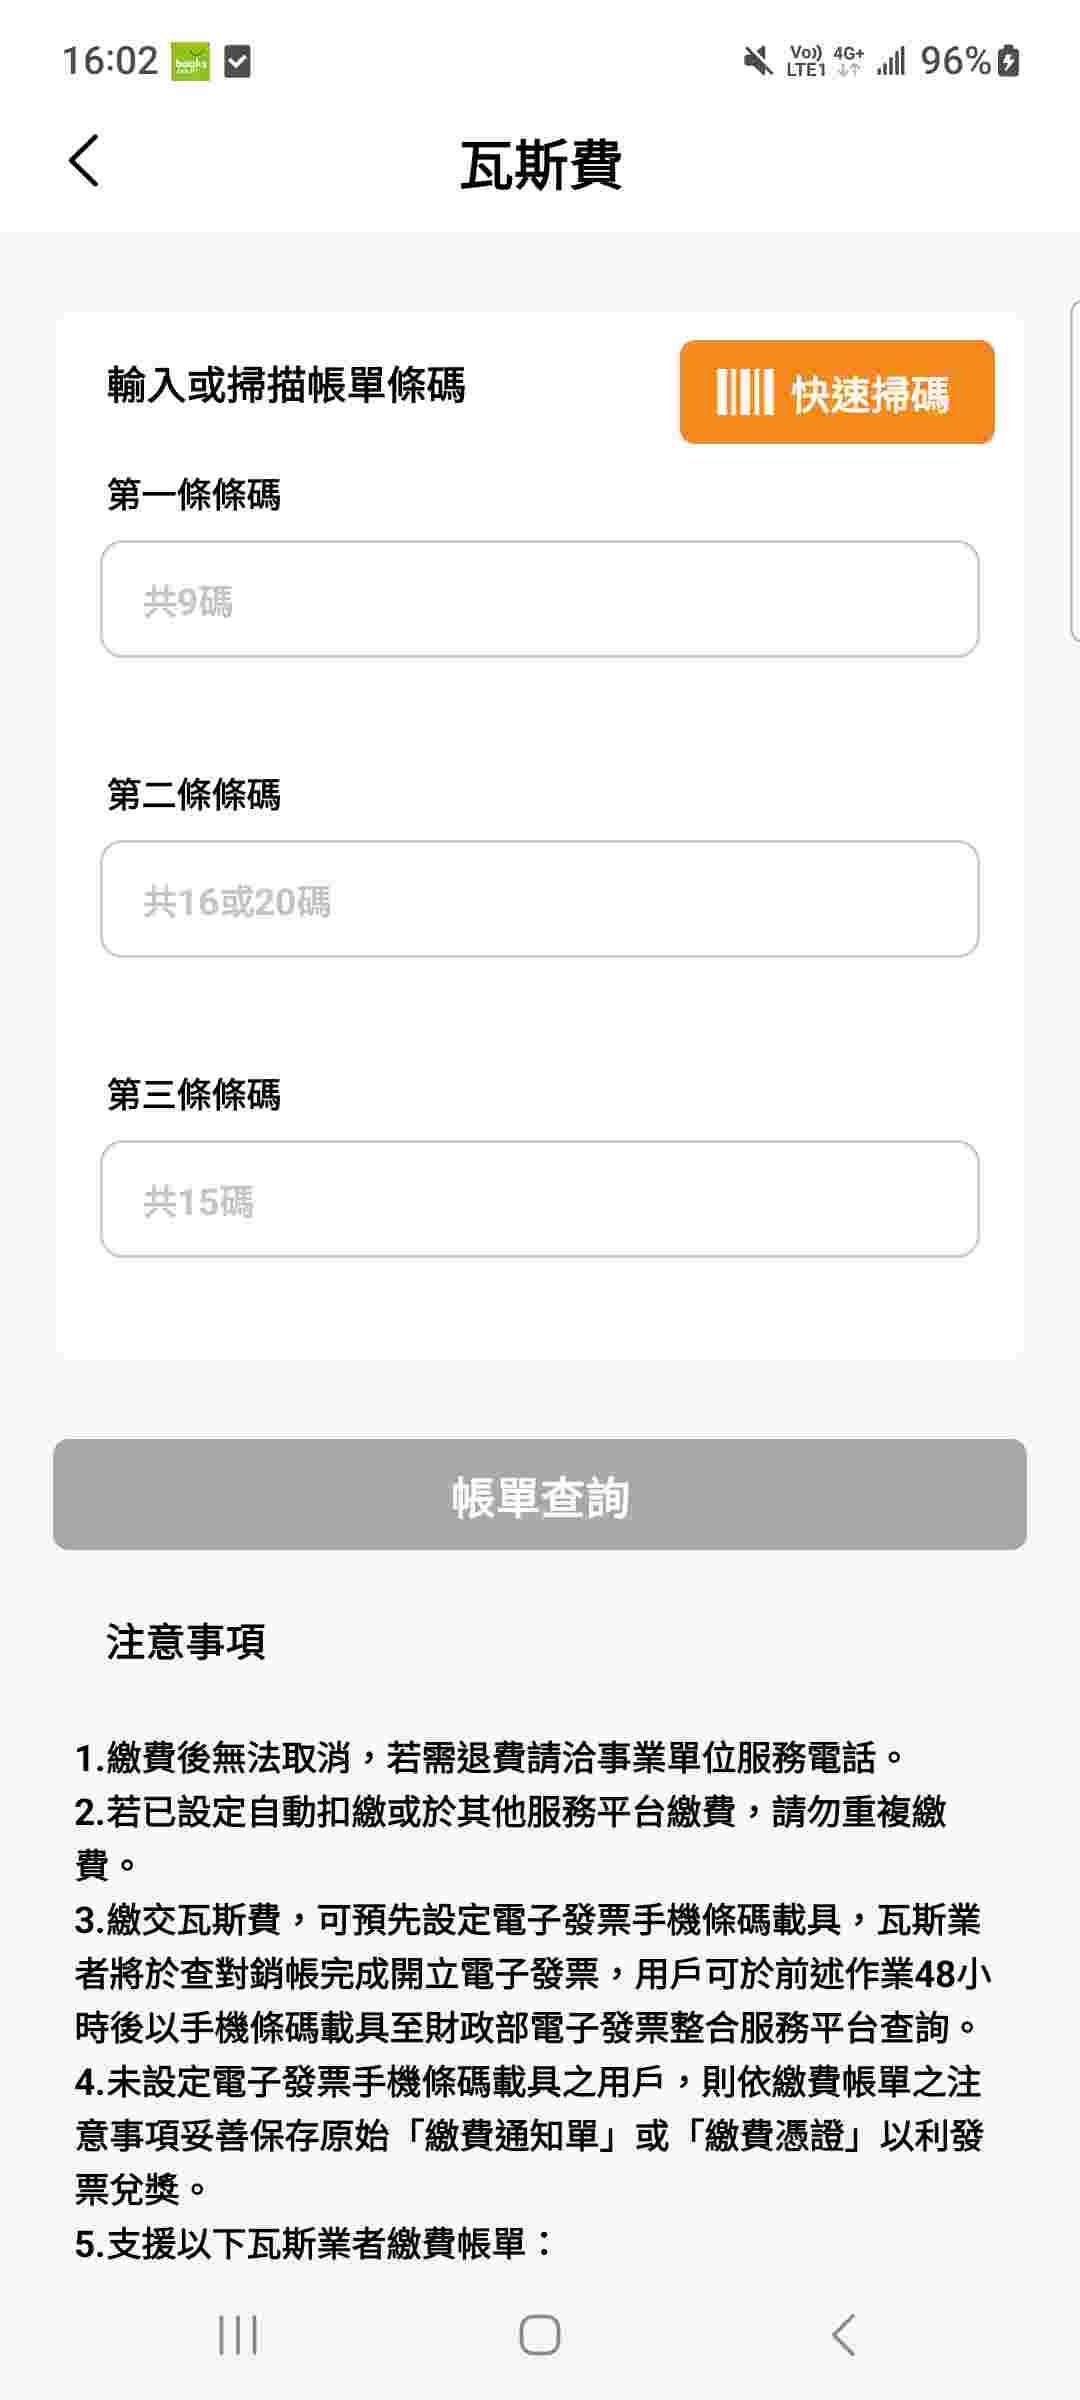 16:02 books Vo)) LTE1 4G+ 96%
瓦斯費
輸入或掃描帳單條碼
快速掃碼
第一條條碼
共9碼
第二條條碼
共16或20碼
第三條條碼
共15碼
帳單查詢
注意事項
1.繳費後無法取消，若需退費請洽事業單位服務電話。
2.若已設定自動扣繳或於其他服務平台繳費，請勿重複繳
費。
3.繳交瓦斯費，可預先設定電子發票手機條碼載具，瓦斯業
者將於查對銷帳完成開立電子發票，用戶可於前述作業48小
時後以手機條碼載具至財政部電子發票整合服務平台查詢。
4.未設定電子發票手機條碼載具之用戶，則依繳費帳單之注
意事項妥善保存原始「繳費通知單」或「繳費憑證」以利發
票兌獎。
5.支援以下瓦斯業者繳費帳單：